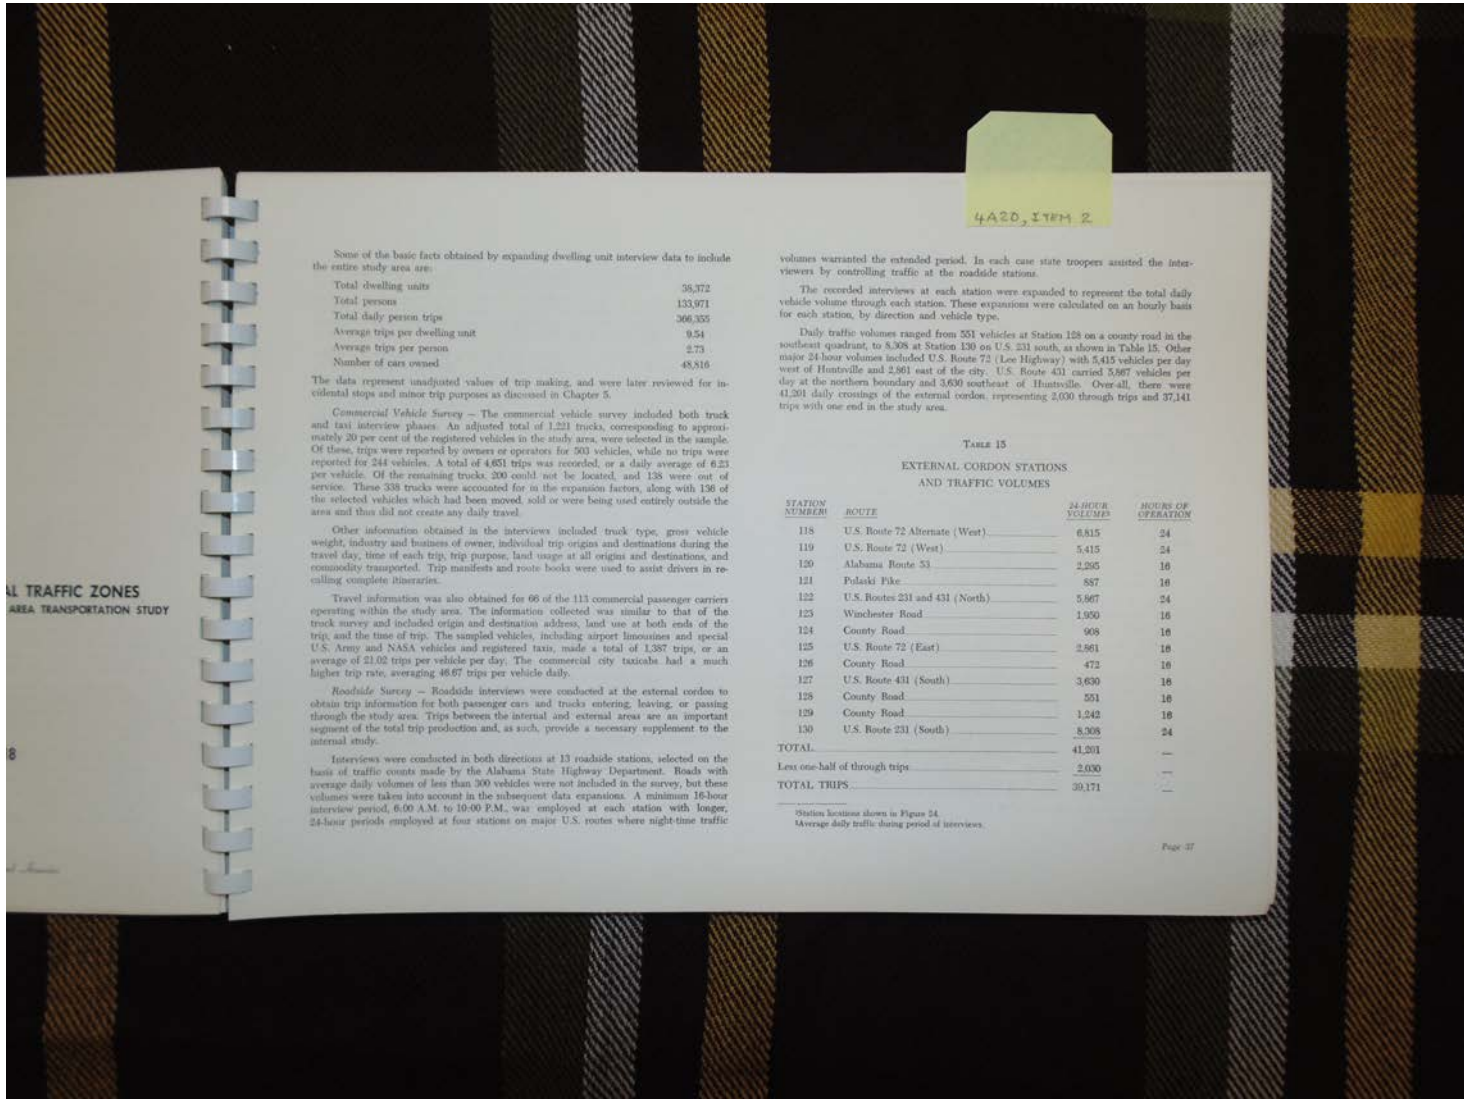 4A2D, ITEM 2
AL TRAFFIC ZONES
AREA TRANSPORTATION STUDY
8
Some of the basic facts obtained by expanding dwelling unit interview data to include
the entire study area are:
Total dwelling units 38,372
Total persons 133,971
Total daily person trips 366,355
Average trips per dwelling unit 9.54
Average trips per person 2.73
Number of cars owned 48,816
The data represent unadjusted values of trip making, and were later reviewed for in-
cidental stops and minor trip purposes as discussed in Chapter 5.
Commercial Vehicle Survey — The commercial vehicle survey included both truck
and taxi interview phases. An adjusted total of 1,221 trucks, corresponding to approxi-
mately 20 per cent of the registered vehicles in the study area, were selected in the sample.
Of these, trips were reported by owners or operators for 503 vehicles, while no trips were
reported for 244 vehicles. A total of 4,651 trips was recorded, or a daily average of 6.23
per vehicle. Of the remaining trucks, 200 could not be located, and 138 were out of
service. These 338 trucks were accounted for in the expansion factors, along with 136 of
the selected vehicles which had been moved, sold or were being used entirely outside the
area and thus did not create any daily travel.
Other information obtained in the interviews included truck type, gross vehicle
weight, industry and business of owner, individual trip origins and destinations during the
travel day, time of each trip, trip purpose, land usage at all origins and destinations, and
commodity transported. Trip manifests and route books were used to assist drivers in re-
calling complete itineraries.
Travel information was also obtained for 66 of the 113 commercial passenger carriers
operating within the study area. The information collected was similar to that of the
truck survey and included origin and destination address, land use at both ends of the
trip, and the time of trip. The sampled vehicles, including airport limousines and special
U.S. Army and NASA vehicles and registered taxis, made a total of 1,387 trips, or an
average of 21.02 trips per vehicle per day. The commercial city taxicabs had a much
higher trip rate, averaging 46.67 trips per vehicle daily.
Roadside Survey — Roadside interviews were conducted at the external cordon to
obtain trip information for both passenger cars and trucks entering, leaving, or passing
through the study area. Trips between the internal and external areas are an important
segment of the total trip production and, as such, provide a necessary supplement to the
internal study.
Interviews were conducted in both directions at 13 roadside stations, selected on the
basis of traffic counts made by the Alabama State Highway Department. Roads with
average daily volumes of less than 300 vehicles were not included in the survey, but these
volumes were taken into account in the subsequent data expansions. A minimum 16-hour
interview period, 6:00 A.M. to 10:00 P.M., was employed at each station with longer,
24-hour periods employed at four stations on major U.S. routes where night-time traffic
volumes warranted the extended period. In each case state troopers assisted the inter-
viewers by controlling traffic at the roadside stations.
The recorded interviews at each station were expanded to represent the total daily
vehicle volume through each station. These expansions were calculated on an hourly basis
for each station, by direction and vehicle type.
Daily traffic volumes ranged from 551 vehicles at Station 128 on a county road in the
southeast quadrant, to 8,308 at Station 130 on U.S. 231 south, as shown in Table 15. Other
major 24-hour volumes included U.S. Route 72 (Lee Highway) with 5,415 vehicles per day
west of Huntsville and 2,861 east of the city. U.S. Route 431 carried 5,867 vehicles per
day at the northern boundary and 3,630 southeast of Huntsville. Over-all, there were
41,201 daily crossings of the external cordon, representing 2,030 through trips and 37,141
trips with one end in the study area.
TABLE 15
EXTERNAL CORDON STATIONS
AND TRAFFIC VOLUMES
STATION NUMBER¹ ROUTE 24-HOUR VOLUMES HOURS OF OPERATION
118 U.S. Route 72 Alternate (West) 6,815 24
119 U.S. Route 72 (West) 5,415 24
120 Alabama Route 53 2,295 16
121 Pulaski Pike 887 16
122 U.S. Routes 231 and 431 (North) 5,867 24
123 Winchester Road 1,950 16
124 County Road 908 16
125 U.S. Route 72 (East) 2,861 16
126 County Road 472 16
127 U.S. Route 431 (South) 3,630 16
128 County Road 551 16
129 County Road 1,242 16
130 U.S. Route 231 (South) 8,308 24
TOTAL 41,201 —
Less one-half of through trips 2,030 —
TOTAL TRIPS 39,171 —
¹Station locations shown in Figure 24.
²Average daily traffic during period of interviews.
Page 37